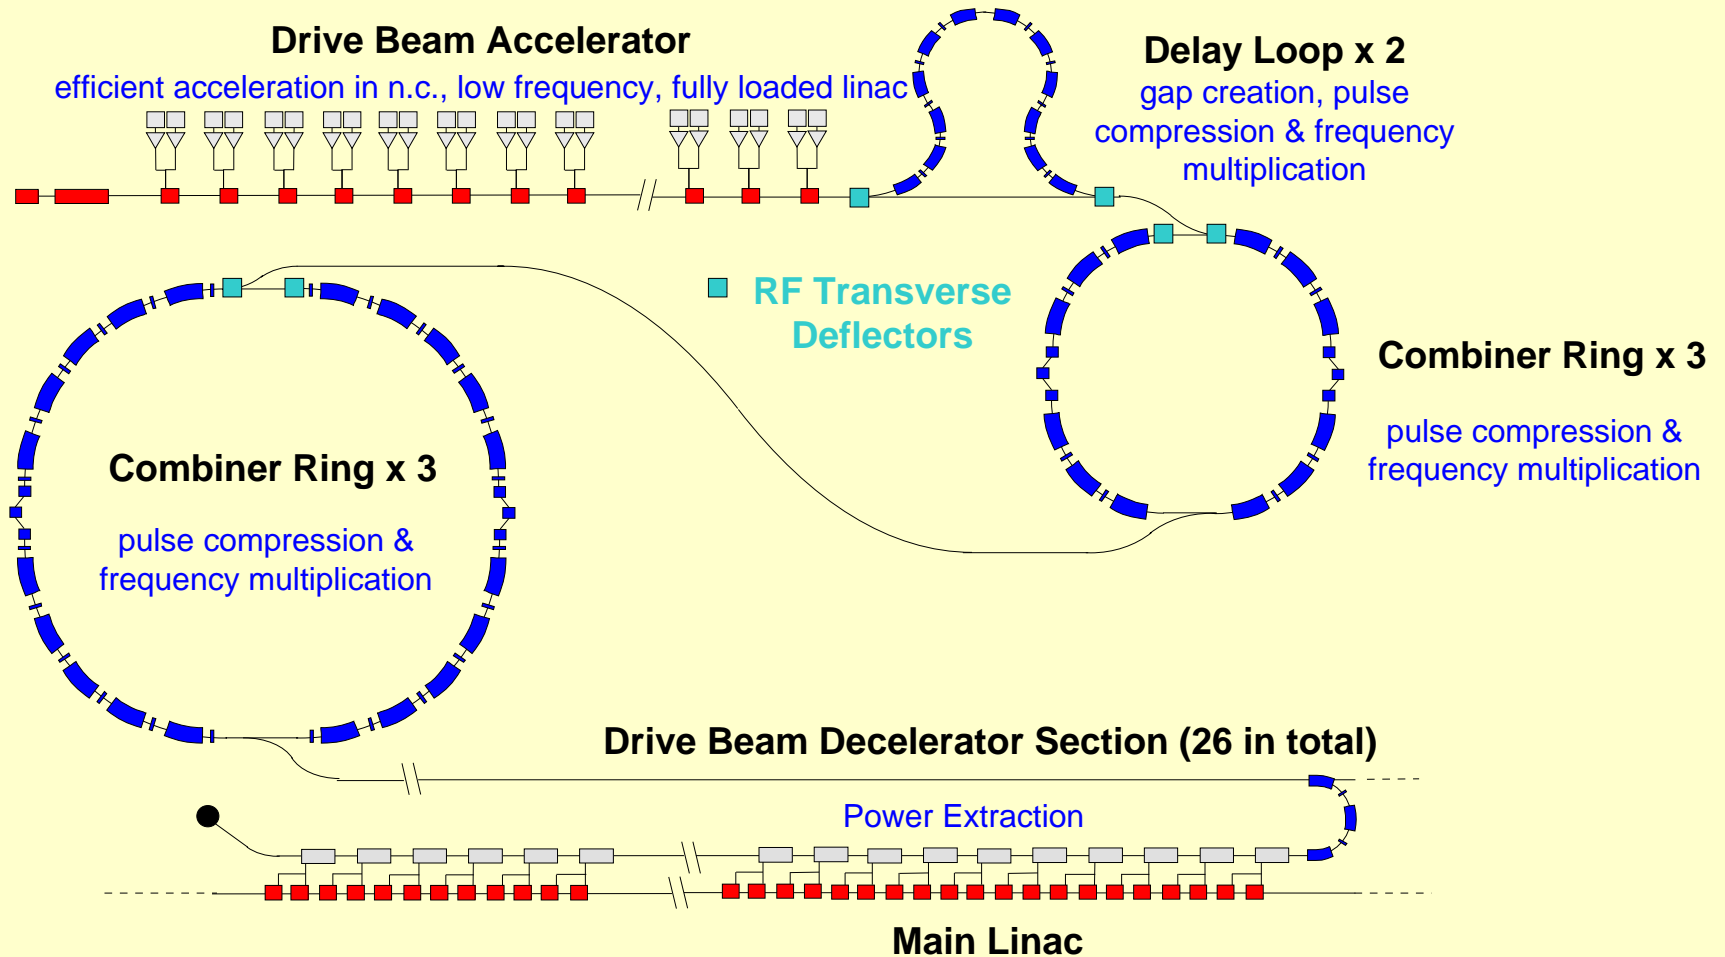 Drive Beam Accelerator
efficient acceleration in n.c., low frequency, fully loaded linac
Delay Loop x 2
gap creation, pulse
compression & frequency
multiplication
RF Transverse
Deflectors
Combiner Ring x 3
pulse compression &
frequency multiplication
Combiner Ring x 3
pulse compression &
frequency multiplication
Drive Beam Decelerator Section (26 in total)
Power Extraction
Main Linac